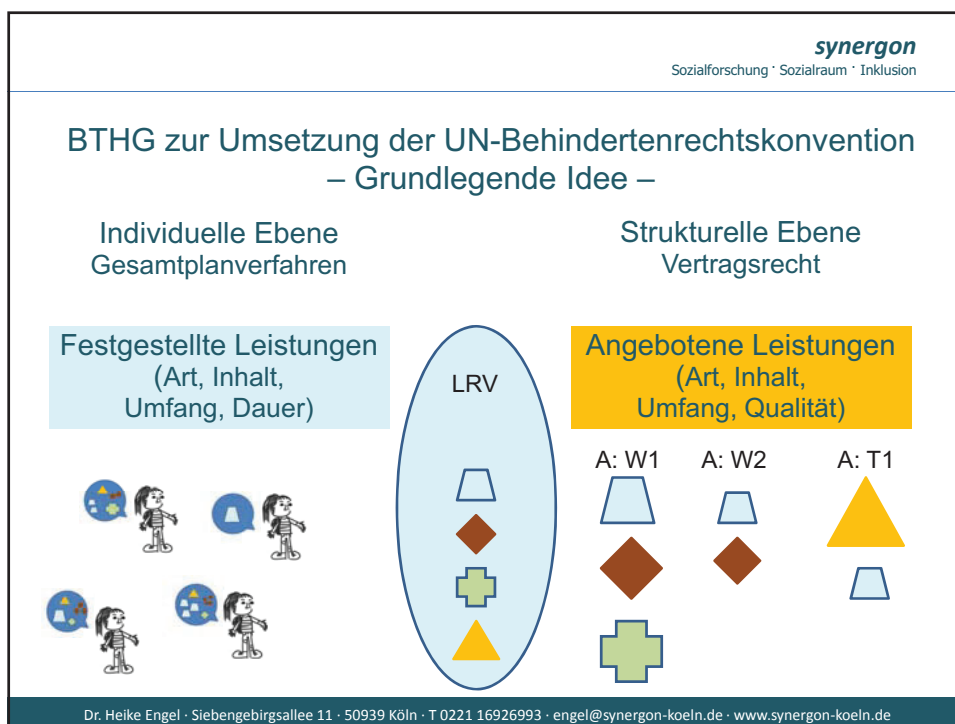 synergon
Sozialforschung · Sozialraum · Inklusion
BTHG zur Umsetzung der UN-Behindertenrechtskonvention
– Grundlegende Idee –
Individuelle Ebene
Gesamtplanverfahren
Strukturelle Ebene
Vertragsrecht
Festgestellte Leistungen
(Art, Inhalt,
Umfang, Dauer)
LRV
Angebotene Leistungen
(Art, Inhalt,
Umfang, Qualität)
A: W1
A: W2
A: T1
Dr. Heike Engel · Siebengebirgsallee 11 · 50939 Köln · T 0221 16926993 · engel@synergon-koeln.de · www.synergon-koeln.de